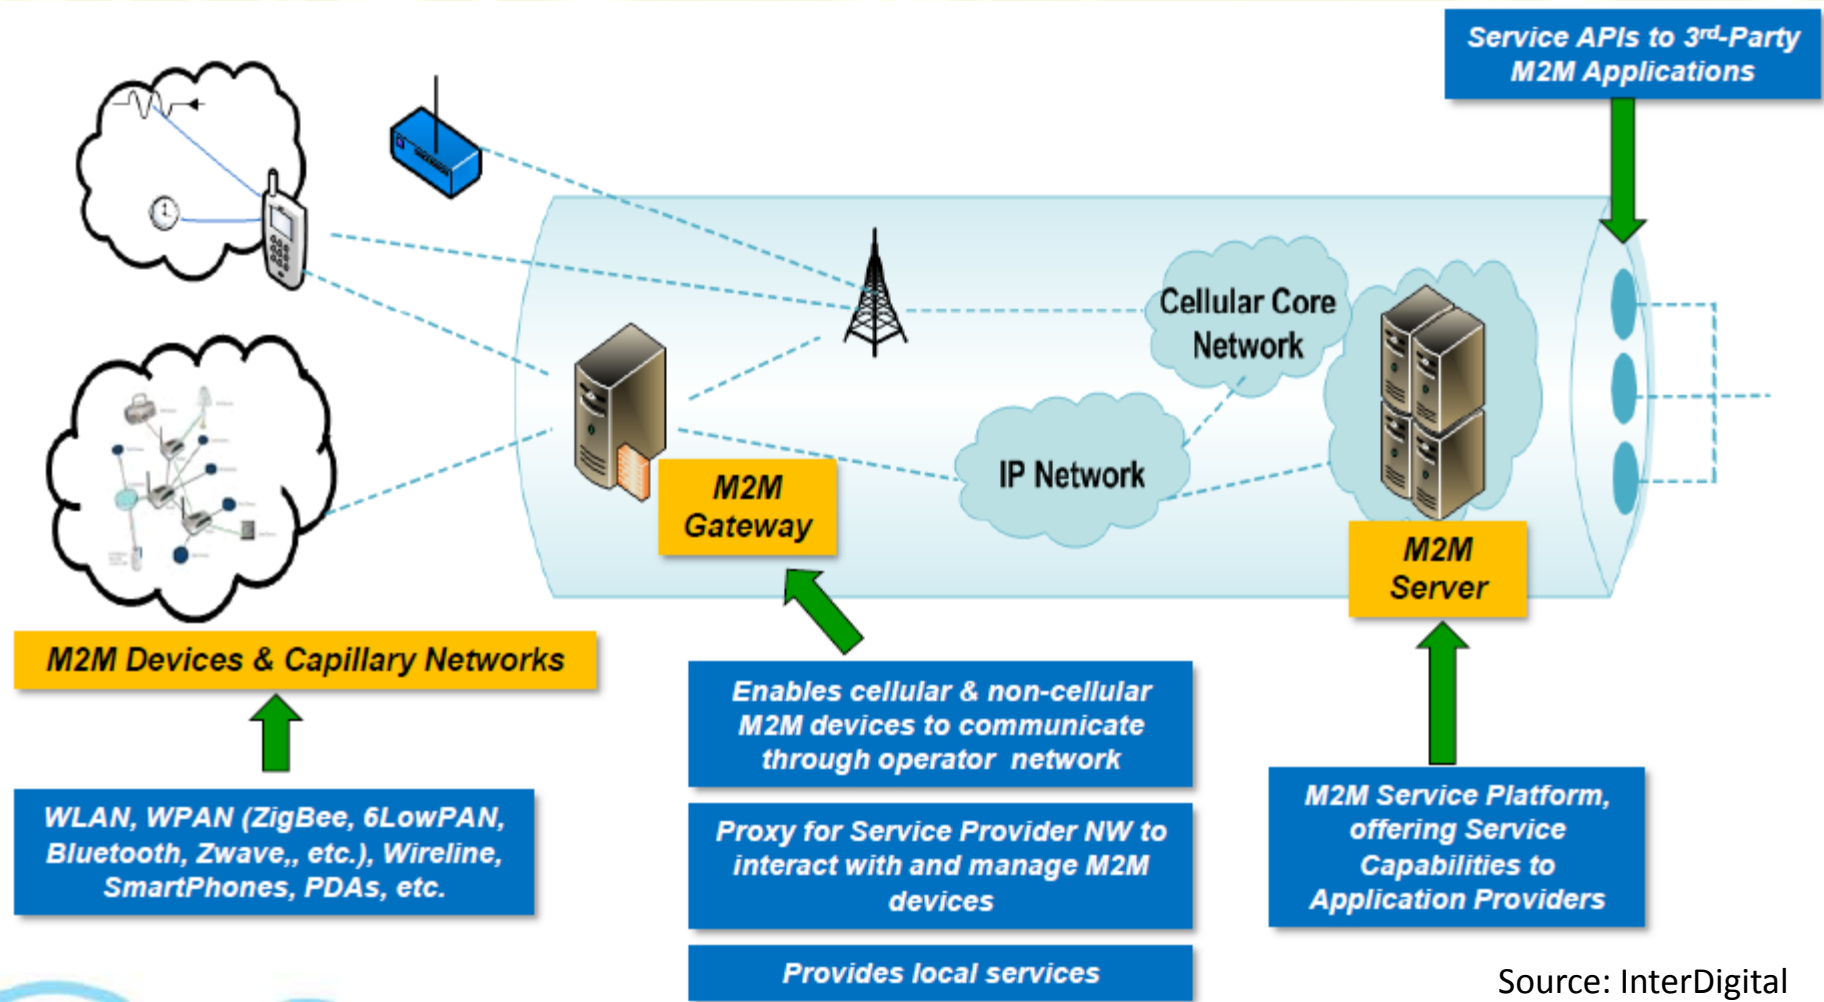 Service APIs to 3rd-Party
M2M Applications
Cellular Core
Network
IP Network
M2M
Gateway
M2M
Server
M2M Devices & Capillary Networks
Enables cellular & non-cellular
M2M devices to communicate
through operator network
WLAN, WPAN (ZigBee, 6LowPAN,
Bluetooth, Zwave,, etc.), Wireline,
SmartPhones, PDAs, etc.
Proxy for Service Provider NW to
interact with and manage M2M
devices
Provides local services
M2M Service Platform,
offering Service
Capabilities to
Application Providers
Source: InterDigital